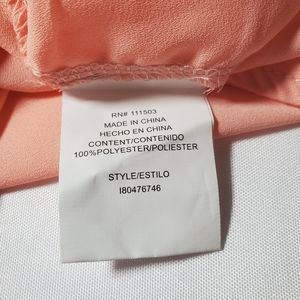 RN# 111503
MADE IN CHINA
HECHO EN CHINA
CONTENT/CONTENIDO
100%POLYESTER/POLIESTER
STYLE/ESTILO
I80476746